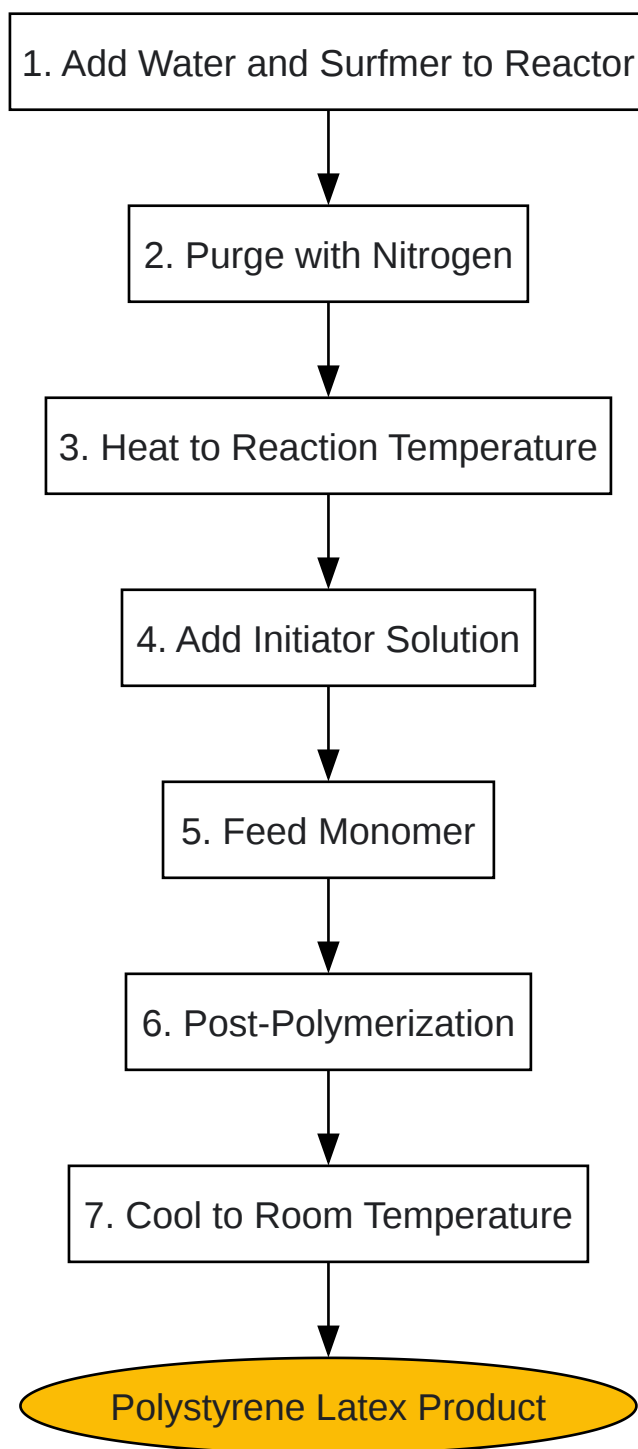 1. Add Water and Surfmer to Reactor
2. Purge with Nitrogen
3. Heat to Reaction Temperature
4. Add Initiator Solution
5. Feed Monomer
6. Post-Polymerization
7. Cool to Room Temperature
Polystyrene Latex Product